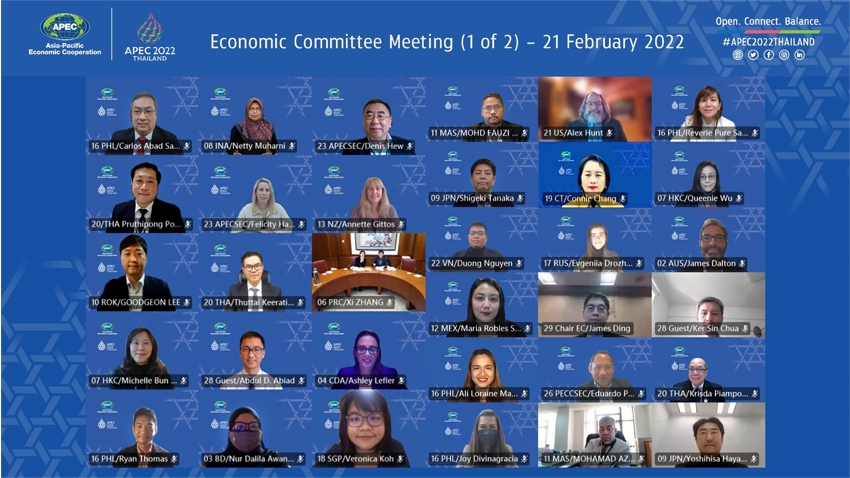 APEC
Asia-Pacific
Economic Cooperation
APEC 2022
THAILAND
Economic Committee Meeting (1 of 2) – 21 February 2022
Open. Connect. Balance.
#APEC2022THAILAND
16 PHL/Carlos Abad Sa...
08 INA/Netty Muharni
23 APECSEC/Denis Hew
11 MAS/MOHD FAUZI ...
21 US/Alex Hunt
16 PHL/Reverie Pure Sa...
20/THA Pruthipong Po...
23 APECSEC/Felicity Ha...
13 NZ/Annette Gittos
09 JPN/Shigeki Tanaka
19 CT/Connie Chang
07 HKC/Queenie Wu
10 ROK/GOODGEON LEE
20 THA/Thuttai Keerati...
06 PRC/Xi ZHANG
22 VN/Duong Nguyen
17 RUS/Evgeniia Drozh...
02 AUS/James Dalton
12 MEX/Maria Robles S...
29 Chair EC/James Ding
28 Guest/Ker Sin Chua
07 HKC/Michelle Bun ...
28 Guest/Abdul D. Abiad
04 CDA/Ashley Lefler
16 PHL/Ali Loraine Ma...
26 PECCSEC/Eduardo P...
20 THA/Krisda Piampo...
16 PHL/Ryan Thomas
03 BD/Nur Dalila Awan...
18 SGP/Veronica Koh
16 PHL/Joy Divinagracia
11 MAS/MOHAMAD AZ...
09 JPN/Yoshihisa Haya...